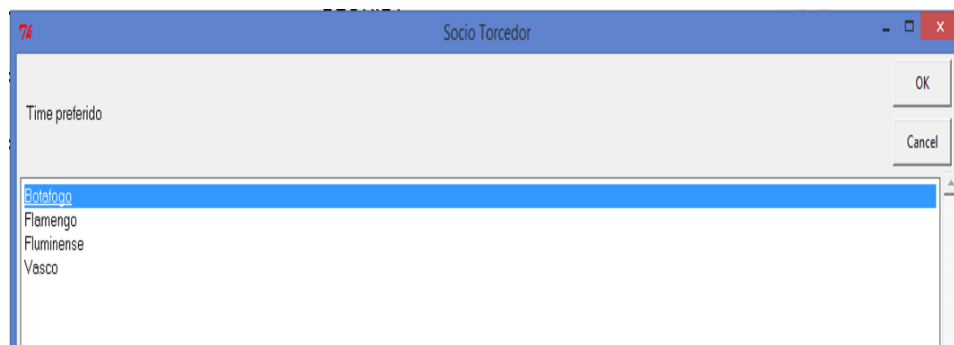 Socio Torcedor
OK
Time preferido
Cancel
Botafogo
Flamengo
Fluminense
Vasco